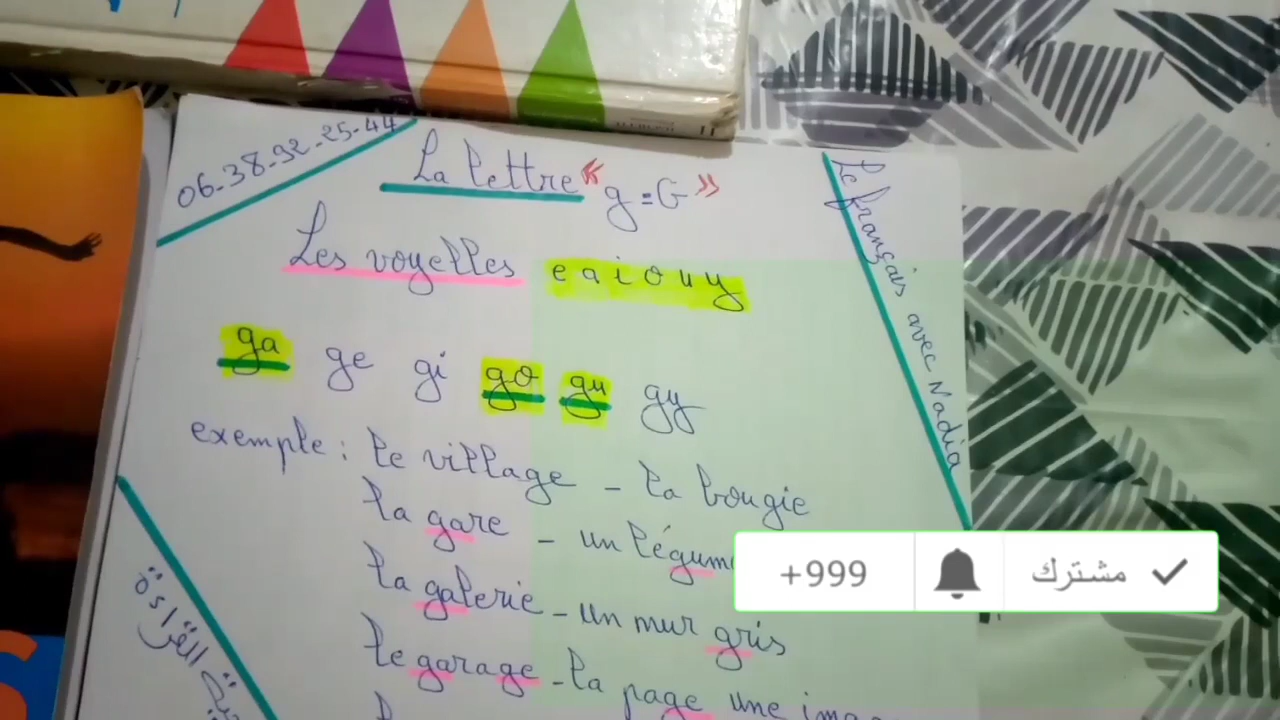 06-38-92-25-44
La lettre « g=G »
Le français avec Nadia
Les voyelles e a i o u y
ga ge gi go gu gy
exemple : le village - la bougie
la gare - un légum
la galerie - un mur gris
le garage - la page une ima
القراءة
+999 مشترك